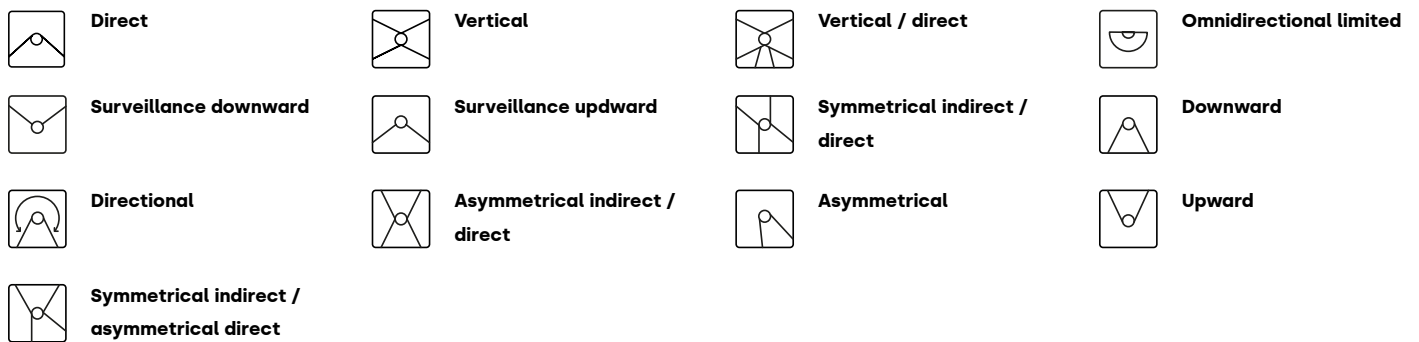 Direct
Vertical
Vertical / direct
Omnidirectional limited
Surveillance downward
Surveillance updward
Symmetrical indirect /
direct
Downward
Directional
Asymmetrical indirect /
direct
Asymmetrical
Upward
Symmetrical indirect /
asymmetrical direct